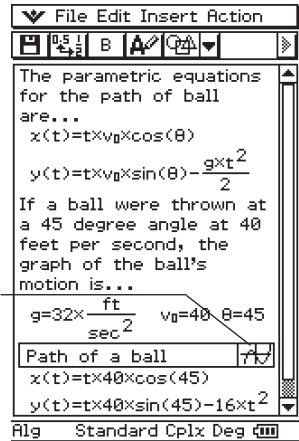 File Edit Insert Action
B A
The parametric equations
for the path of ball
are...
x(t)=t×v₀×cos(θ)
y(t)=t×v₀×sin(θ)-g×t²/2
If a ball were thrown at
a 45 degree angle at 40
feet per second, the
graph of the ball's
motion is...
g=32×ft/sec² v₀=40 θ=45
Path of a ball
x(t)=t×40×cos(45)
y(t)=t×40×sin(45)-16×t²
Alg Standard Cplx Deg